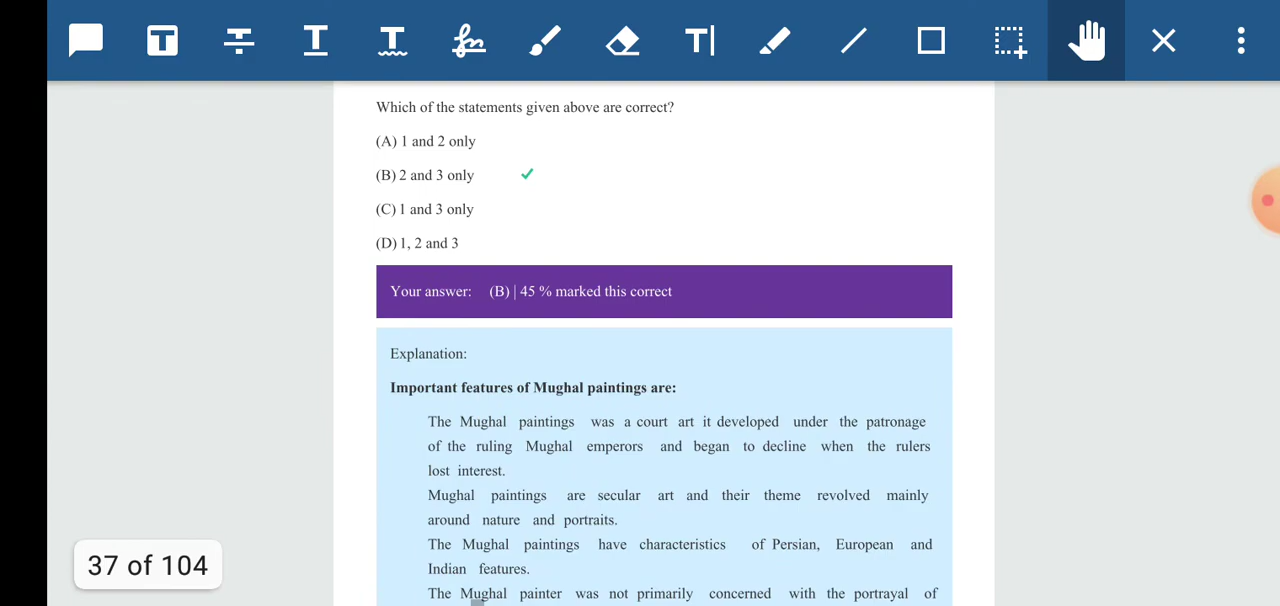 Which of the statements given above are correct?
(A) 1 and 2 only
(B) 2 and 3 only
(C) 1 and 3 only
(D) 1, 2 and 3
Your answer: (B) | 45 % marked this correct
Explanation:
Important features of Mughal paintings are:
The Mughal paintings was a court art it developed under the patronage
of the ruling Mughal emperors and began to decline when the rulers
lost interest.
Mughal paintings are secular art and their theme revolved mainly
around nature and portraits.
The Mughal paintings have characteristics of Persian, European and
Indian features.
The Mughal painter was not primarily concerned with the portrayal of
37 of 104